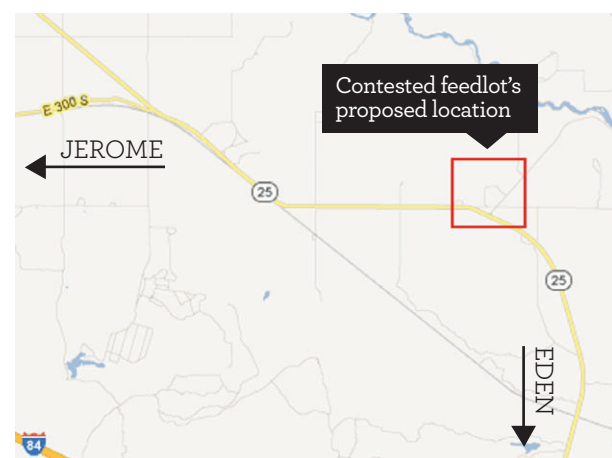 Contested feedlot's
proposed location
E 300 S
JEROME
25
25
EDEN
84